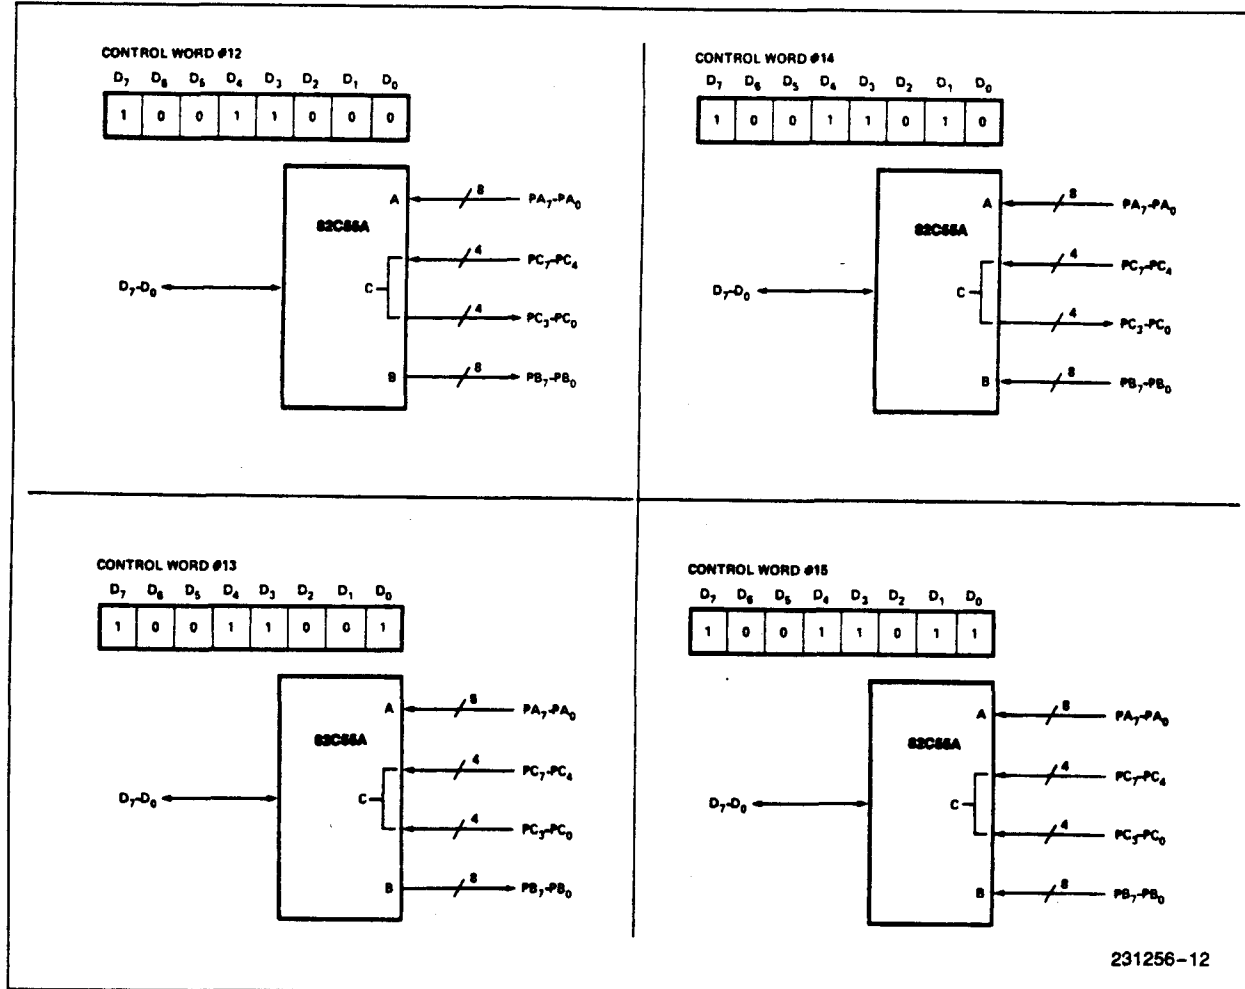 CONTROL WORD #12
D7 D6 D5 D4 D3 D2 D1 D0
1 0 0 1 1 0 0 0
82C55A
A
8
PA7-PA0
4
PC7-PC4
D7-D0
C
4
PC3-PC0
B
8
PB7-PB0
CONTROL WORD #14
D7 D6 D5 D4 D3 D2 D1 D0
1 0 0 1 1 0 1 0
82C55A
A
8
PA7-PA0
4
PC7-PC4
D7-D0
C
4
PC3-PC0
B
8
PB7-PB0
CONTROL WORD #13
D7 D6 D5 D4 D3 D2 D1 D0
1 0 0 1 1 0 0 1
82C55A
A
8
PA7-PA0
4
PC7-PC4
D7-D0
C
4
PC3-PC0
B
8
PB7-PB0
CONTROL WORD #15
D7 D6 D5 D4 D3 D2 D1 D0
1 0 0 1 1 0 1 1
82C55A
A
8
PA7-PA0
4
PC7-PC4
D7-D0
C
4
PC3-PC0
B
8
PB7-PB0
231256-12